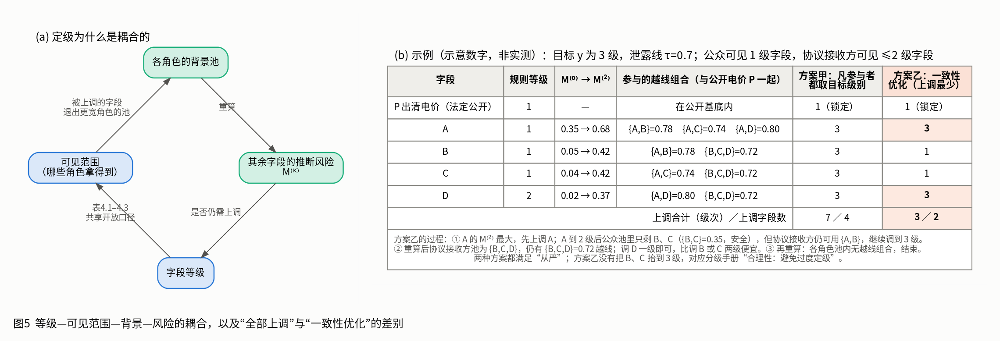 (a) 定级为什么是耦合的
各角色的背景池
被上调的字段
退出更宽角色的池
重算
可见范围
（哪些角色拿得到）
其余字段的推断风险
M⁽ᴷ⁾
表4.1–4.3
共享开放口径
是否仍需上调
字段等级
(b) 示例（示意数字，非实测）：目标 y 为 3 级，泄露线 τ=0.7；公众可见 1 级字段，协议接收方可见 ≤2 级字段
字段 规则等级 M⁽⁰⁾ → M⁽²⁾ 参与的越线组合（与公开电价 P 一起） 方案甲：凡参与者 方案乙：一致性
都取目标级别 优化（上调最少）
P 出清电价（法定公开） 1 — 在公开基底内 1（锁定） 1（锁定）
A 1 0.35 → 0.68 {A,B}=0.78 {A,C}=0.74 {A,D}=0.80 3 3
B 1 0.05 → 0.42 {A,B}=0.78 {B,C,D}=0.72 3 1
C 1 0.04 → 0.42 {A,C}=0.74 {B,C,D}=0.72 3 1
D 2 0.02 → 0.37 {A,D}=0.80 {B,C,D}=0.72 3 3
上调合计（级次）／上调字段数 7 ／ 4 3 ／ 2
方案乙的过程：① A 的 M⁽²⁾ 最大，先上调 A；A 到 2 级后公众池里只剩 B、C（{B,C}=0.35，安全），但协议接收方仍可用 {A,B}，继续调到 3 级。
② 重算后协议接收方池为 {B,C,D}，仍有 {B,C,D}=0.72 越线；调 D 一级即可，比调 B 或 C 两级便宜。③ 再重算：各角色池内无越线组合，结束。
两种方案都满足“从严”；方案乙没有把 B、C 抬到 3 级，对应分级手册“合理性：避免过度定级”。
图5 等级—可见范围—背景—风险的耦合，以及“全部上调”与“一致性优化”的差别